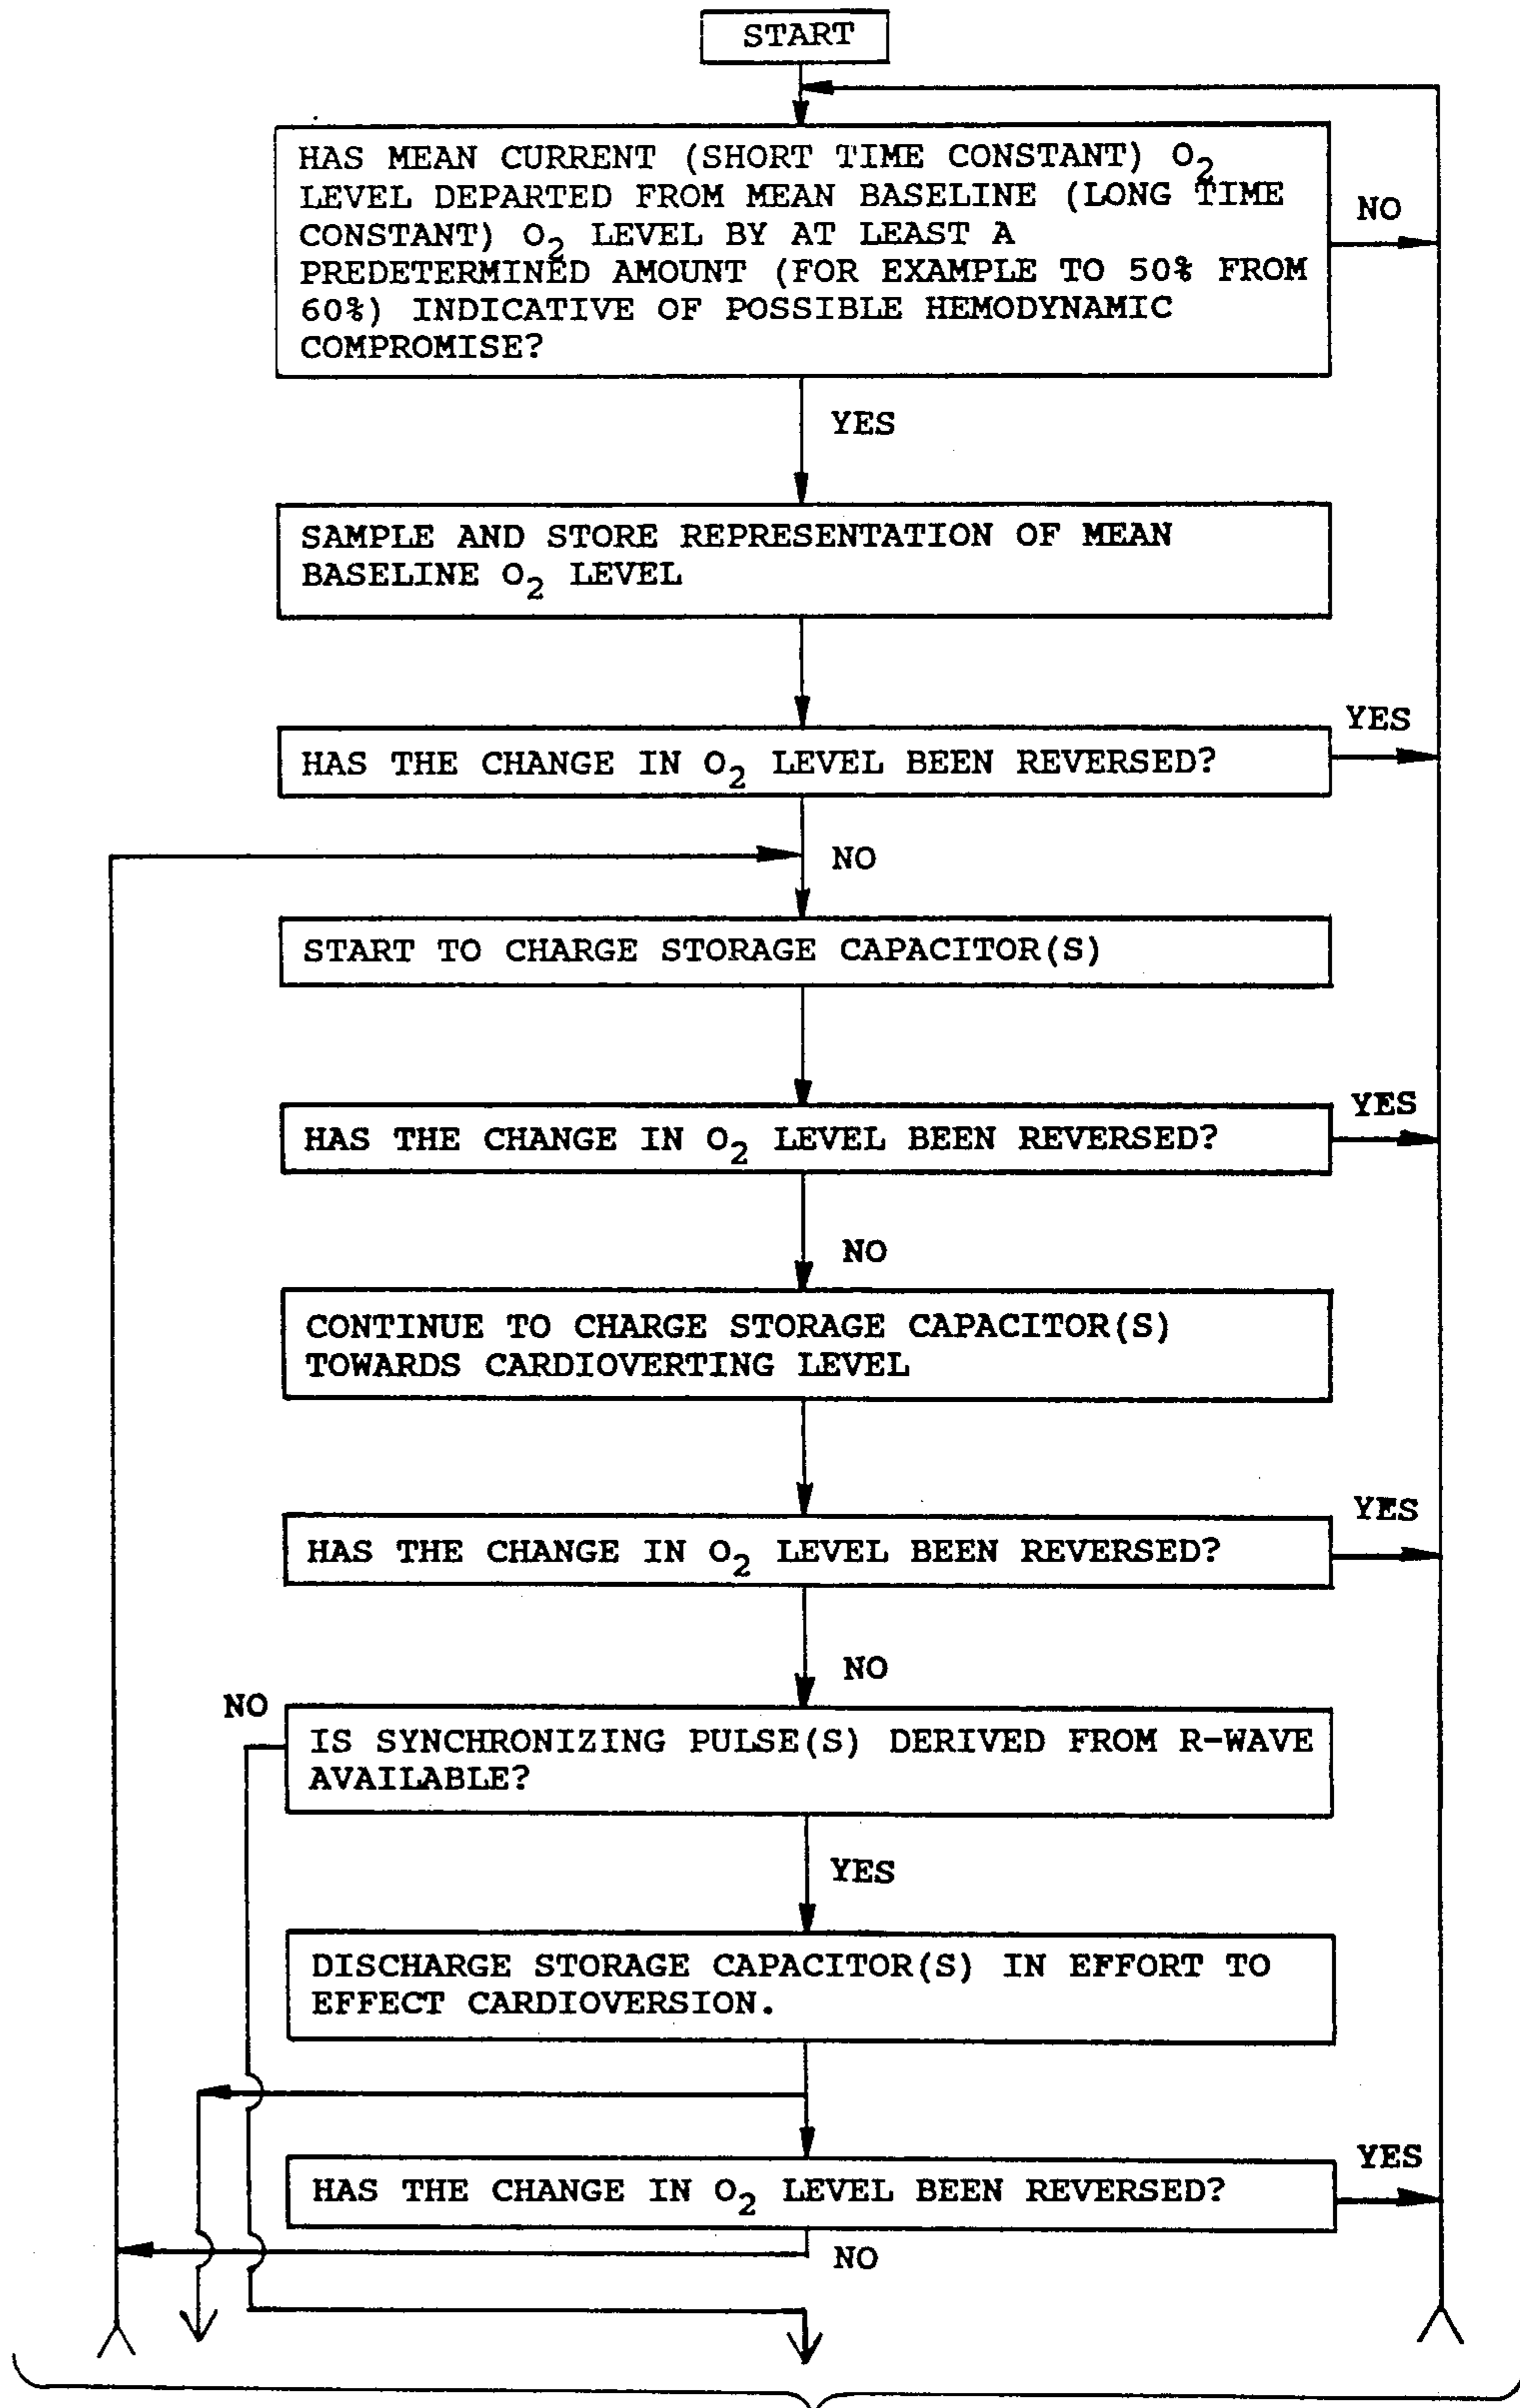 START
HAS MEAN CURRENT (SHORT TIME CONSTANT) O2
LEVEL DEPARTED FROM MEAN BASELINE (LONG TIME
CONSTANT) O2 LEVEL BY AT LEAST A
PREDETERMINED AMOUNT (FOR EXAMPLE TO 50% FROM
60%) INDICATIVE OF POSSIBLE HEMODYNAMIC
COMPROMISE?
NO
YES
SAMPLE AND STORE REPRESENTATION OF MEAN
BASELINE O2 LEVEL
HAS THE CHANGE IN O2 LEVEL BEEN REVERSED?
YES
NO
START TO CHARGE STORAGE CAPACITOR(S)
HAS THE CHANGE IN O2 LEVEL BEEN REVERSED?
YES
NO
CONTINUE TO CHARGE STORAGE CAPACITOR(S)
TOWARDS CARDIOVERTING LEVEL
HAS THE CHANGE IN O2 LEVEL BEEN REVERSED?
YES
NO
NO
IS SYNCHRONIZING PULSE(S) DERIVED FROM R-WAVE
AVAILABLE?
YES
DISCHARGE STORAGE CAPACITOR(S) IN EFFORT TO
EFFECT CARDIOVERSION.
HAS THE CHANGE IN O2 LEVEL BEEN REVERSED?
YES
NO